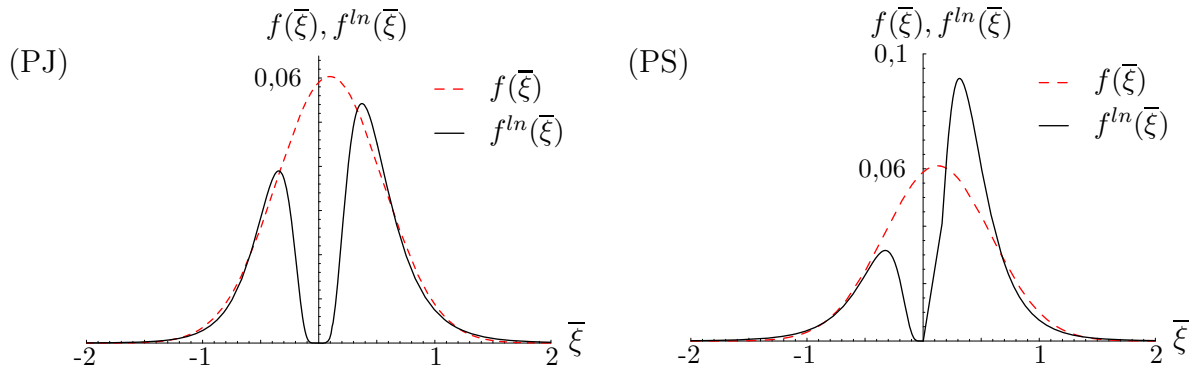 (PJ)
f(ξ̅), f^{ln}(ξ̅)
0,06
f(ξ̅)
f^{ln}(ξ̅)
-2 -1 1 2 ξ̅
(PS)
f(ξ̅), f^{ln}(ξ̅)
0,1
0,06
f(ξ̅)
f^{ln}(ξ̅)
-2 -1 1 2 ξ̅